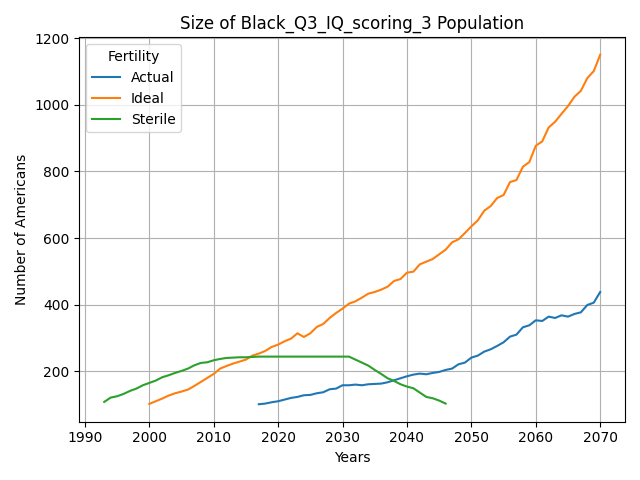 Size of Black_Q3_IQ_scoring_3 Population
Fertility
Actual
Ideal
Sterile
Number of Americans
1200
1000
800
600
400
200
1990 2000 2010 2020 2030 2040 2050 2060 2070
Years